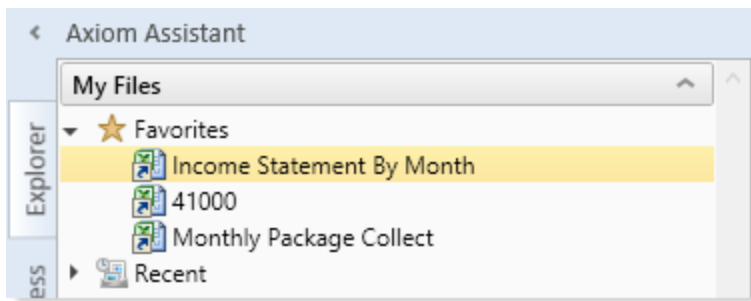 Axiom Assistant
My Files
Explorer
Favorites
Income Statement By Month
41000
Monthly Package Collect
Recent